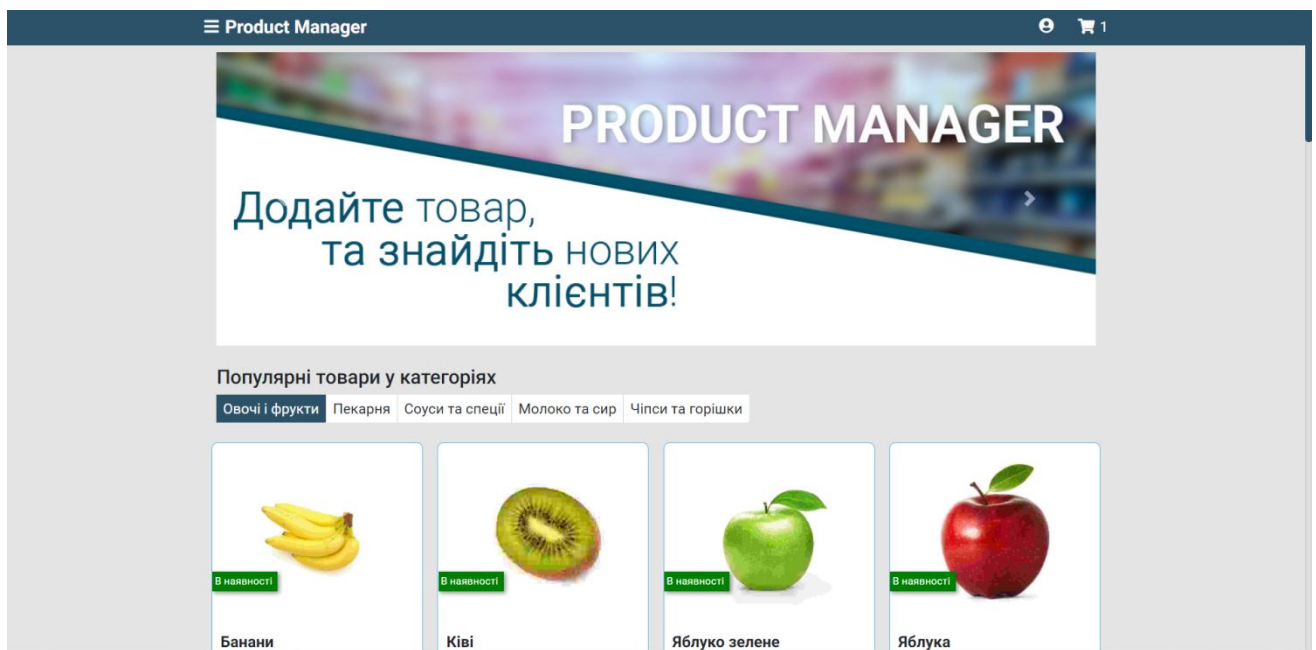 Product Manager
1
PRODUCT MANAGER
Додайте товар,
та знайдіть нових
клієнтів!
Популярні товари у категоріях
Овочі і фрукти Пекарня Соуси та спеції Молоко та сир Чіпси та горішки
В наявності В наявності В наявності В наявності
Банани Ківі Яблуко зелене Яблука